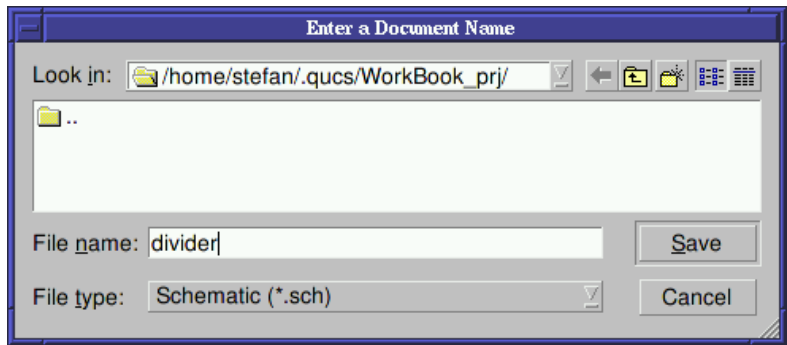 Enter a Document Name
Look in: /home/stefan/.qucs/WorkBook_prj/
..
File name: divider Save
File type: Schematic (*.sch) Cancel